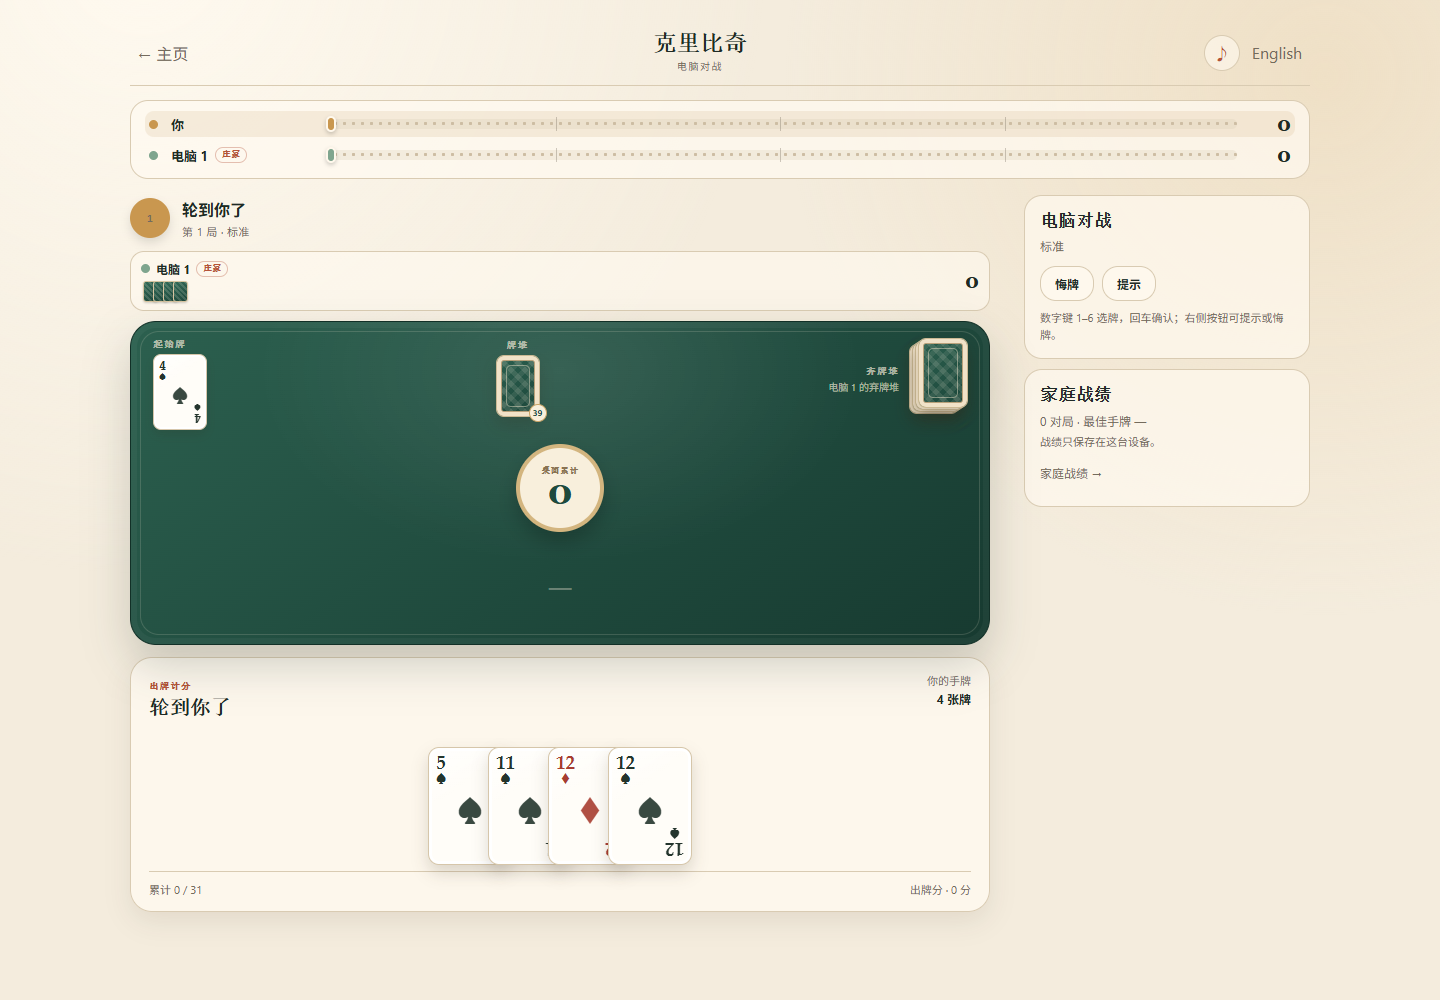 ← 主页
克里比奇
电脑对战
♪
English
你
0
电脑 1 庄家
0
1
轮到你了
第 1 局 · 标准
电脑 1 庄家
0
起始牌
4
4
牌堆
39
弃牌堆
电脑 1 的弃牌堆
桌面累计
0
—
出牌计分
轮到你了
你的手牌
4 张牌
5
11
12
12
12
累计 0 / 31
出牌分 · 0 分
电脑对战
标准
悔牌
提示
数字键 1–6 选牌，回车确认；右侧按钮可提示或悔
牌。
家庭战绩
0 对局 · 最佳手牌 —
战绩只保存在这台设备。
家庭战绩 →